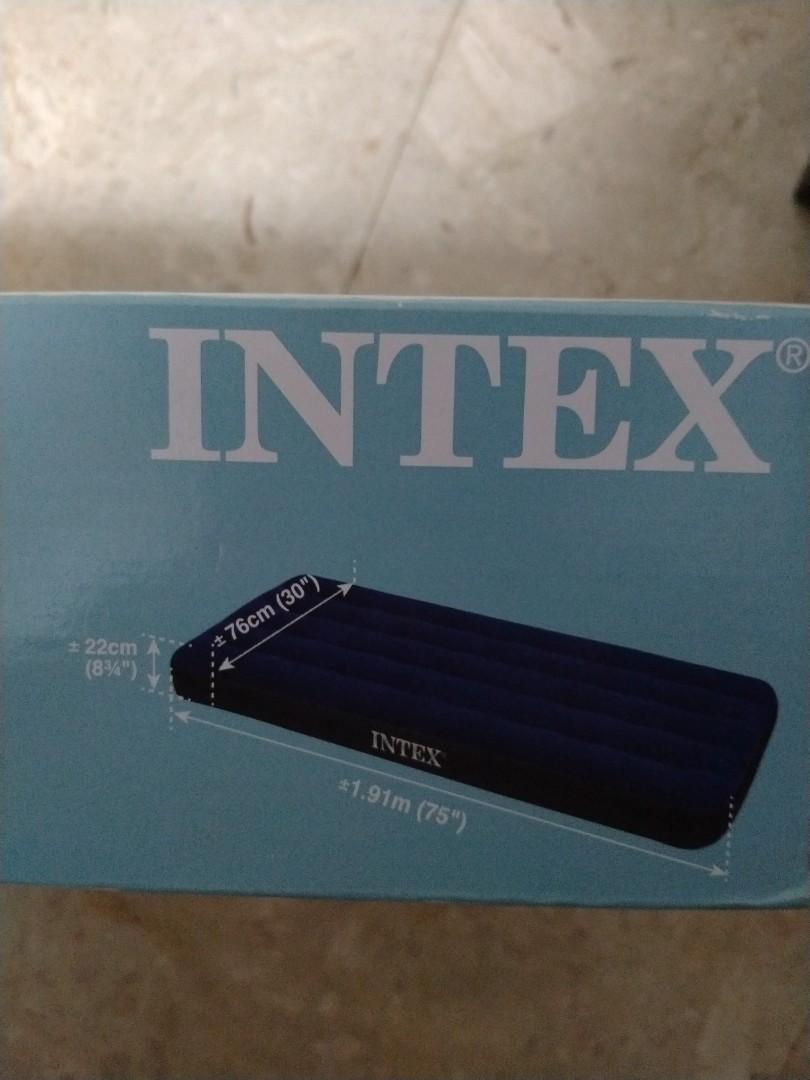 INTEX®
± 76cm (30")
± 22cm
(8¾")
INTEX
±1.91m (75")